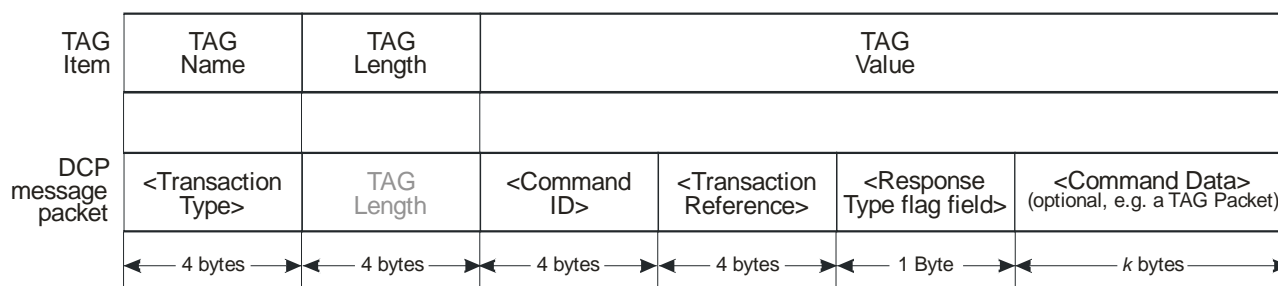 TAG
Item
TAG
Name
TAG
Length
TAG
Value
DCP
message
packet
<Transaction
Type>
TAG
Length
<Command
ID>
<Transaction
Reference>
<Response
Type flag field>
<Command Data>
(optional, e.g. a TAG Packet)
4 bytes
4 bytes
4 bytes
4 bytes
1 Byte
k bytes